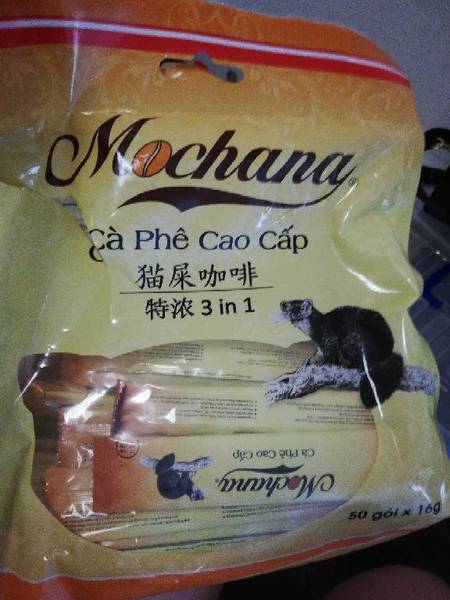 Mochana®
Cà Phê Cao Cấp
猫屎咖啡
特浓 3 in 1
Mochana®
Cà Phê Cao Cấp
50 gói x 16g